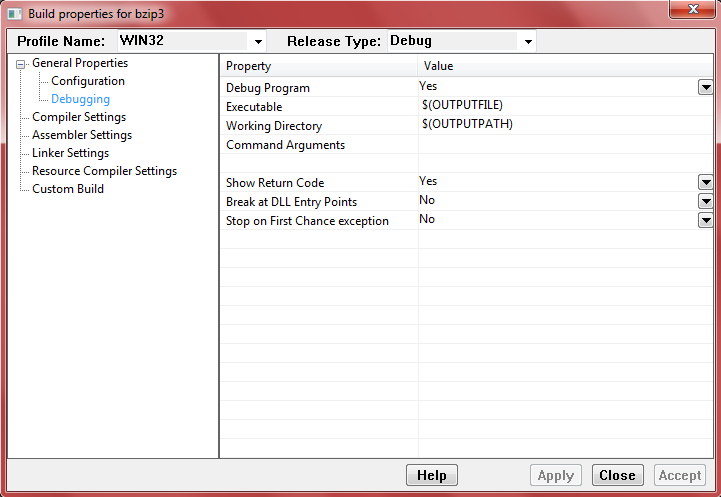 Build properties for bzip3
Profile Name: WIN32 Release Type: Debug
General Properties
Configuration
Debugging
Compiler Settings
Assembler Settings
Linker Settings
Resource Compiler Settings
Custom Build
Property Value
Debug Program Yes
Executable $(OUTPUTFILE)
Working Directory $(OUTPUTPATH)
Command Arguments
Show Return Code Yes
Break at DLL Entry Points No
Stop on First Chance exception No
Help Apply Close Accept